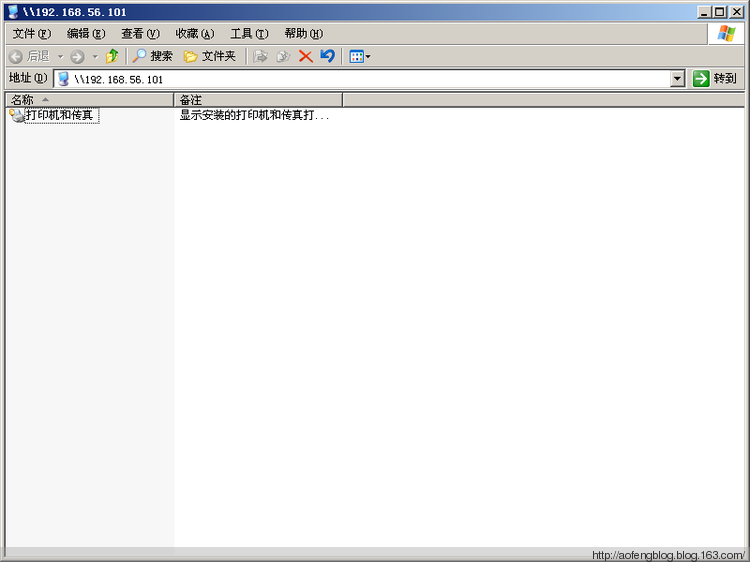 \\192.168.56.101
文件(F) 编辑(E) 查看(V) 收藏(A) 工具(T) 帮助(H)
后退 搜索 文件夹
地址(D) \\192.168.56.101 转到
名称 备注
打印机和传真 显示安装的打印机和传真打...
http://aofengblog.blog.163.com/